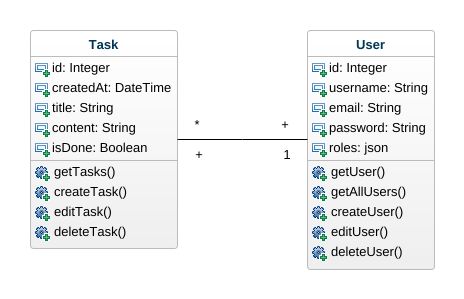 Task
id: Integer
createdAt: DateTime
title: String
content: String
isDone: Boolean
getTasks()
createTask()
editTask()
deleteTask()
* +
+ 1
User
id: Integer
username: String
email: String
password: String
roles: json
getUser()
getAllUsers()
createUser()
editUser()
deleteUser()